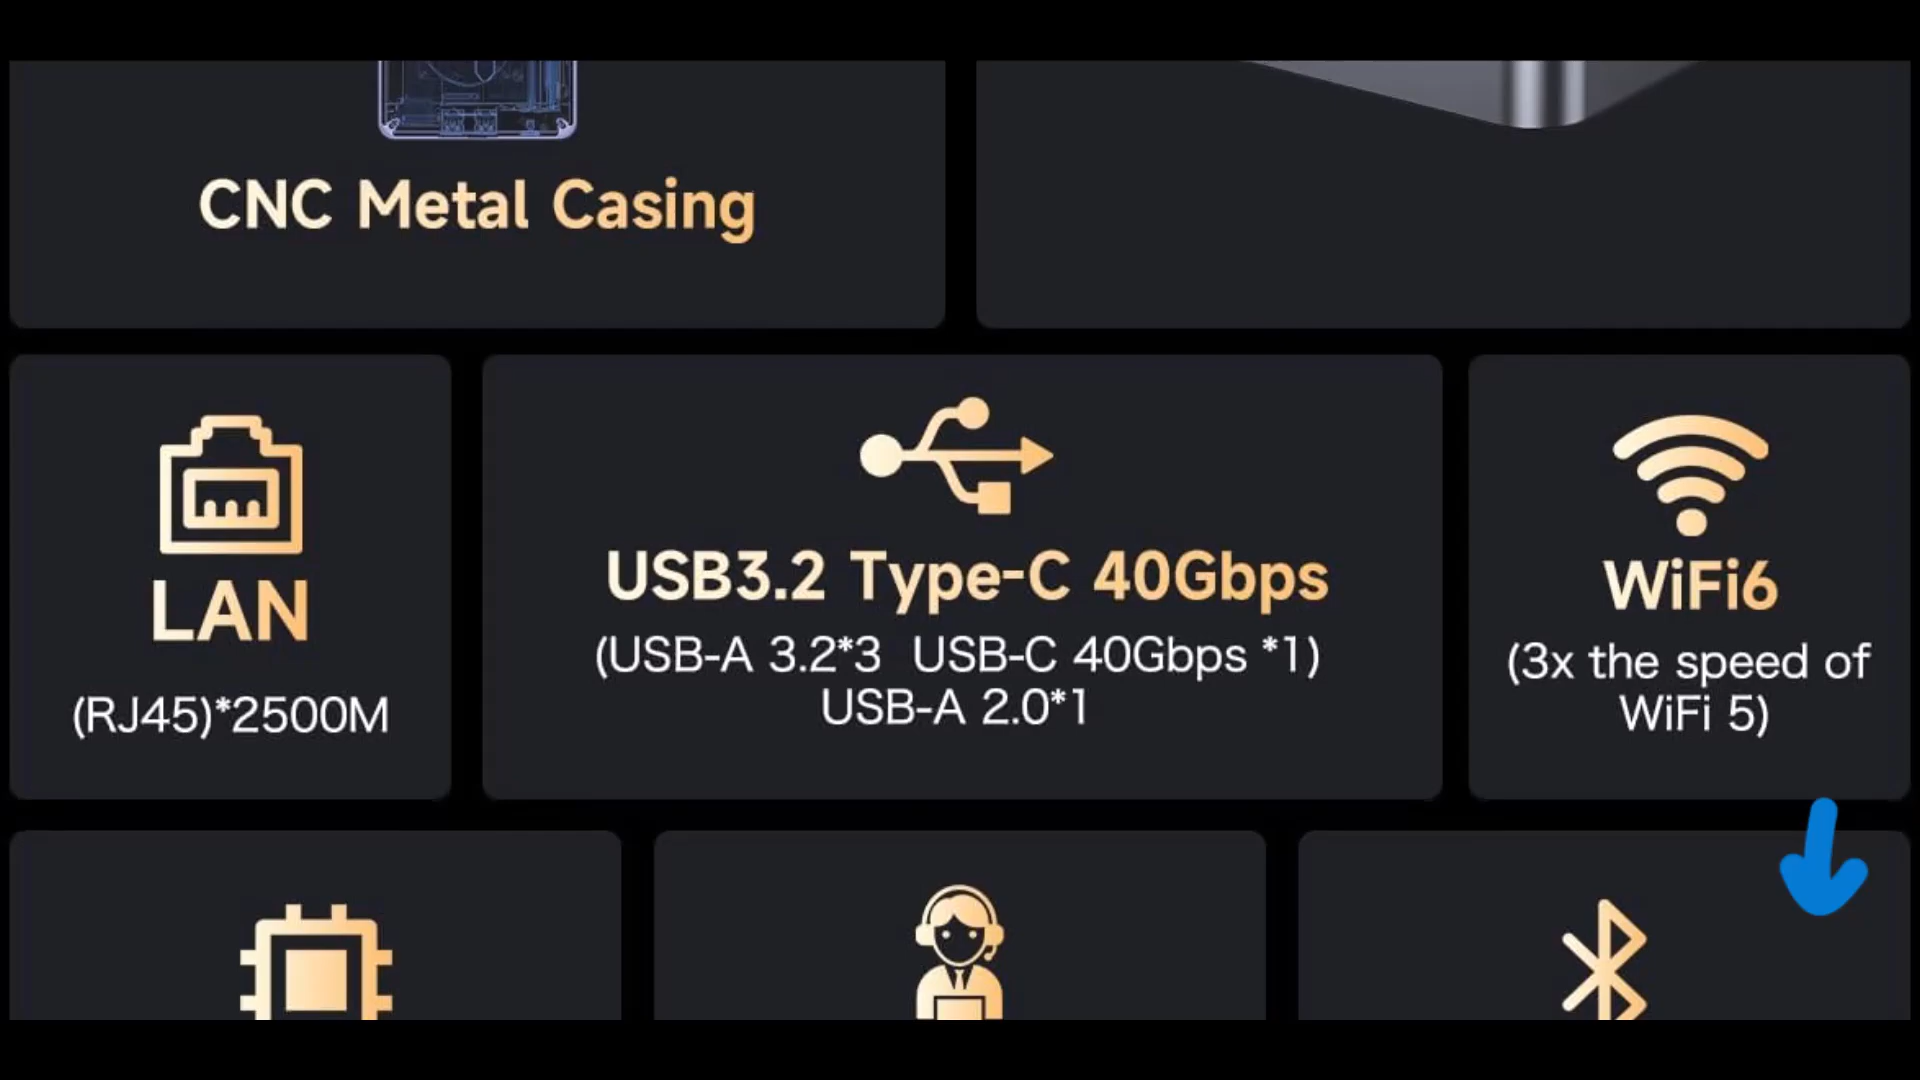 CNC Metal Casing
LAN
(RJ45)*2500M
USB3.2 Type-C 40Gbps
(USB-A 3.2*3 USB-C 40Gbps *1)
USB-A 2.0*1
WiFi6
(3x the speed of
WiFi 5)